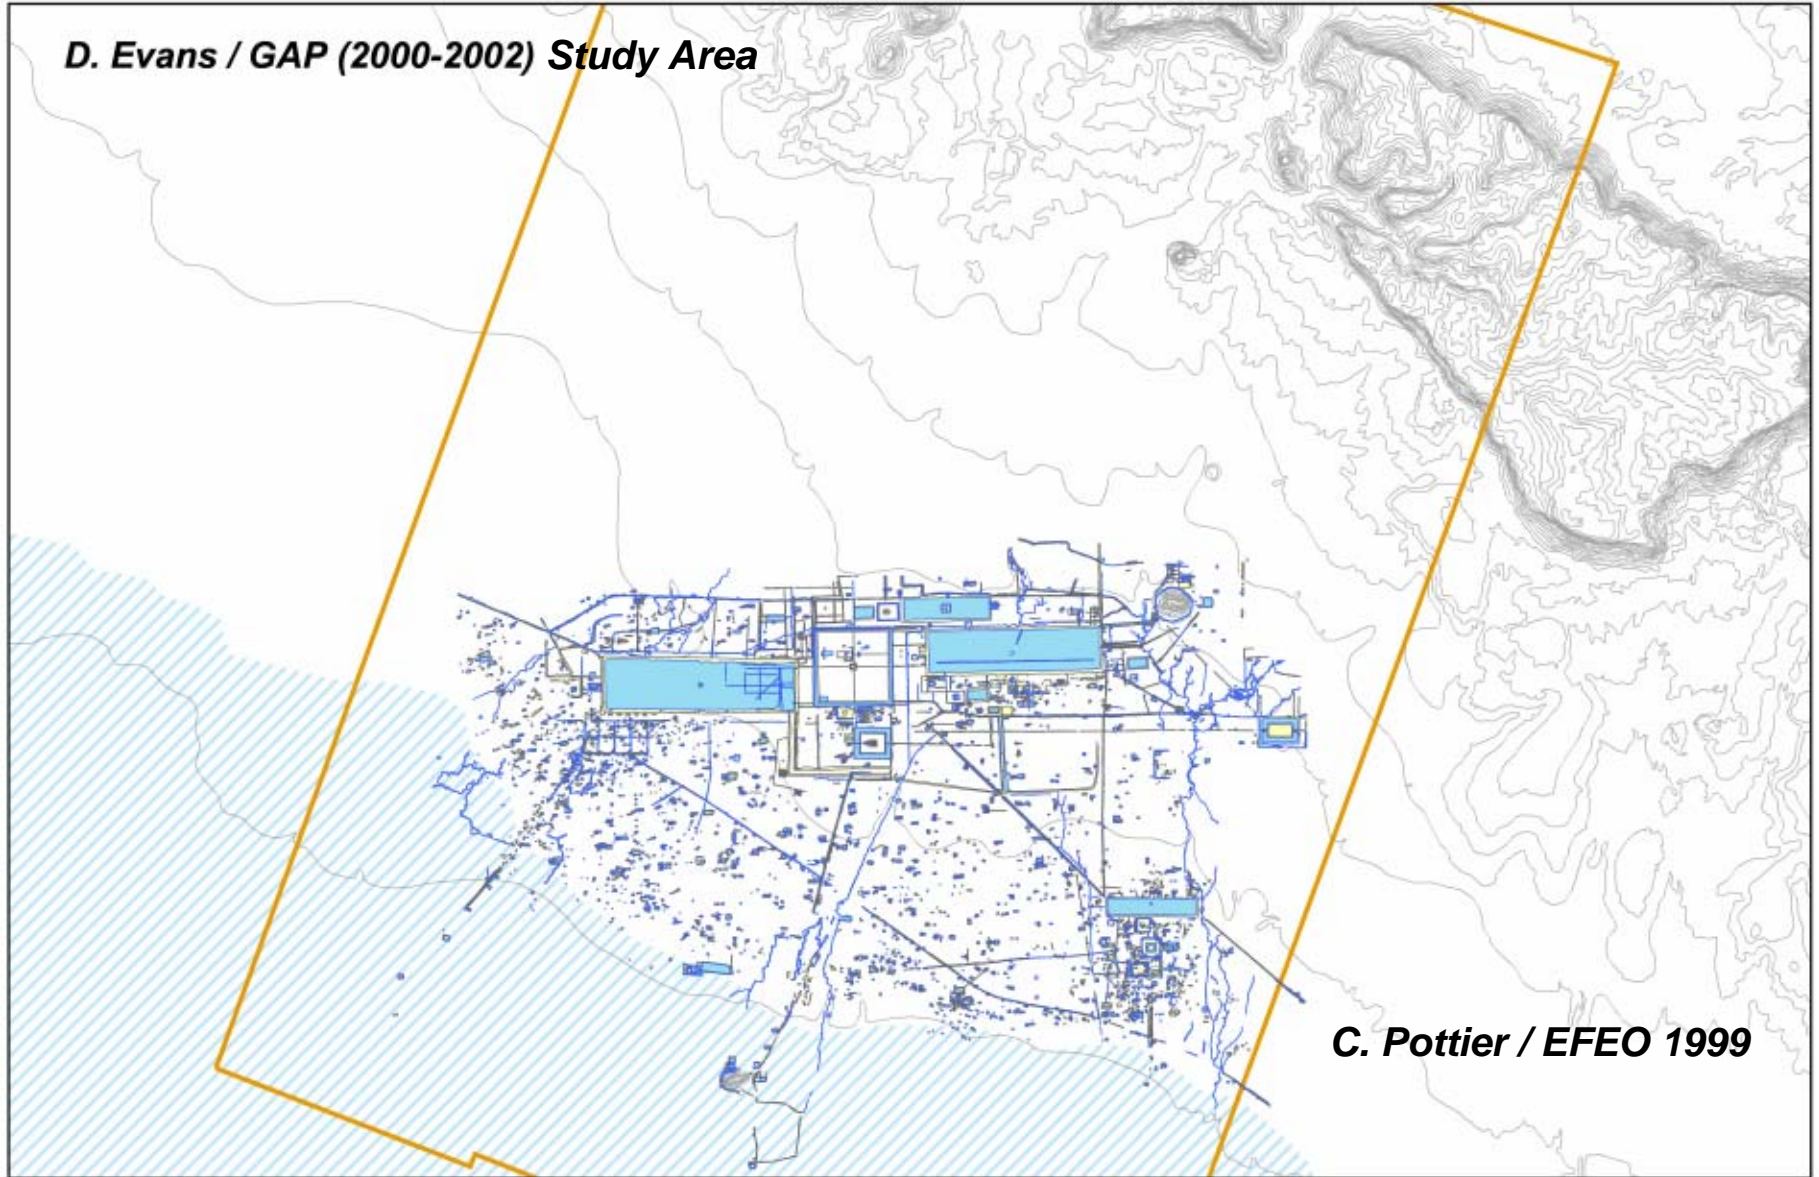 D. Evans / GAP (2000-2002) Study Area
C. Pottier / EFEO 1999